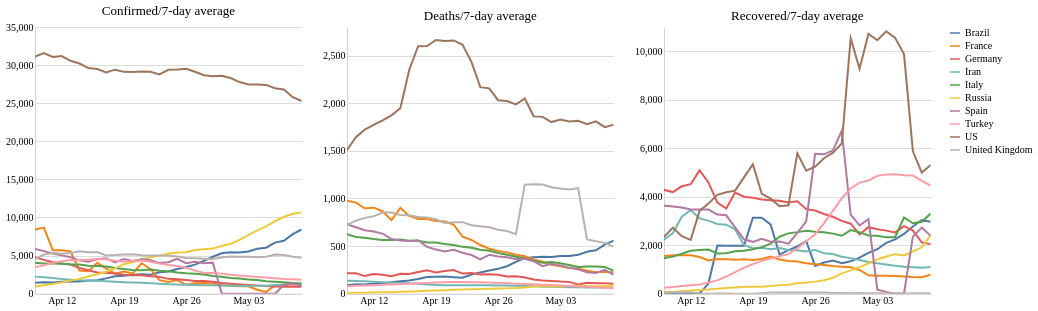 Confirmed/7-day average
35,000
30,000
25,000
20,000
15,000
10,000
5,000
0
Apr 12
Apr 19
Apr 26
May 03
Deaths/7-day average
2,500
2,000
1,500
1,000
500
0
Apr 12
Apr 19
Apr 26
May 03
Recovered/7-day average
10,000
8,000
6,000
4,000
2,000
0
Apr 12
Apr 19
Apr 26
May 03
Brazil
France
Germany
Iran
Italy
Russia
Spain
Turkey
US
United Kingdom